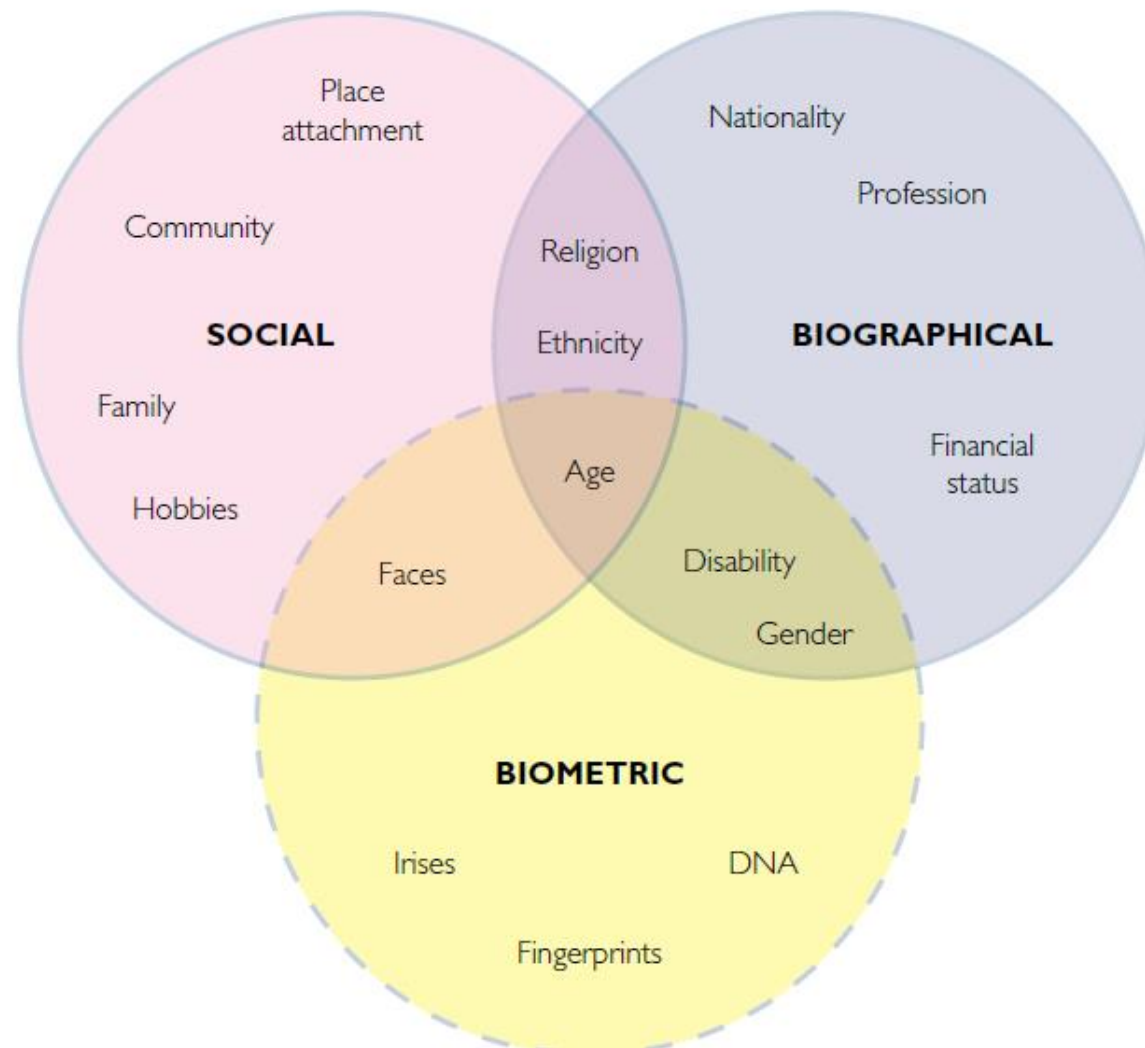 Place
attachment
Nationality
Profession
Community
Religion
SOCIAL
Ethnicity
BIOGRAPHICAL
Family
Financial
status
Age
Hobbies
Faces
Disability
Gender
BIOMETRIC
Irises
DNA
Fingerprints